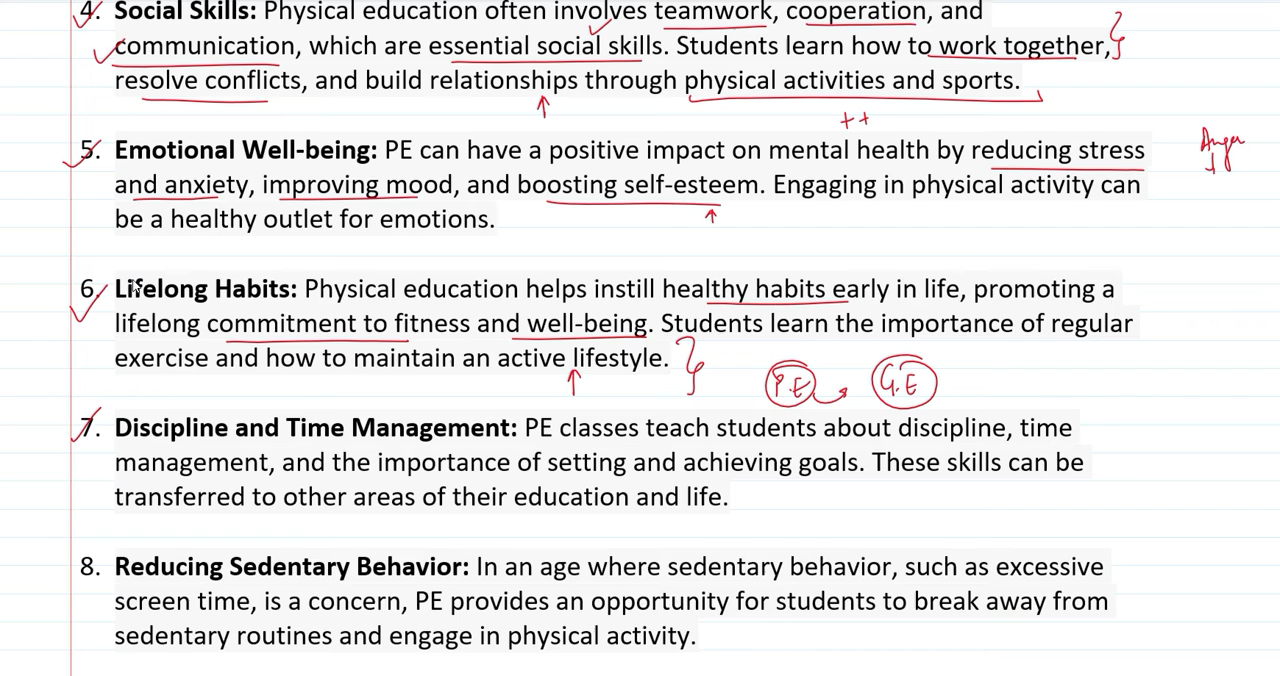 4. Social Skills: Physical education often involves teamwork, cooperation, and
communication, which are essential social skills. Students learn how to work together,
resolve conflicts, and build relationships through physical activities and sports.
++
5. Emotional Well-being: PE can have a positive impact on mental health by reducing stress
Anger
and anxiety, improving mood, and boosting self-esteem. Engaging in physical activity can
be a healthy outlet for emotions.
6. Lifelong Habits: Physical education helps instill healthy habits early in life, promoting a
lifelong commitment to fitness and well-being. Students learn the importance of regular
exercise and how to maintain an active lifestyle.
P.E G.E
7. Discipline and Time Management: PE classes teach students about discipline, time
management, and the importance of setting and achieving goals. These skills can be
transferred to other areas of their education and life.
8. Reducing Sedentary Behavior: In an age where sedentary behavior, such as excessive
screen time, is a concern, PE provides an opportunity for students to break away from
sedentary routines and engage in physical activity.